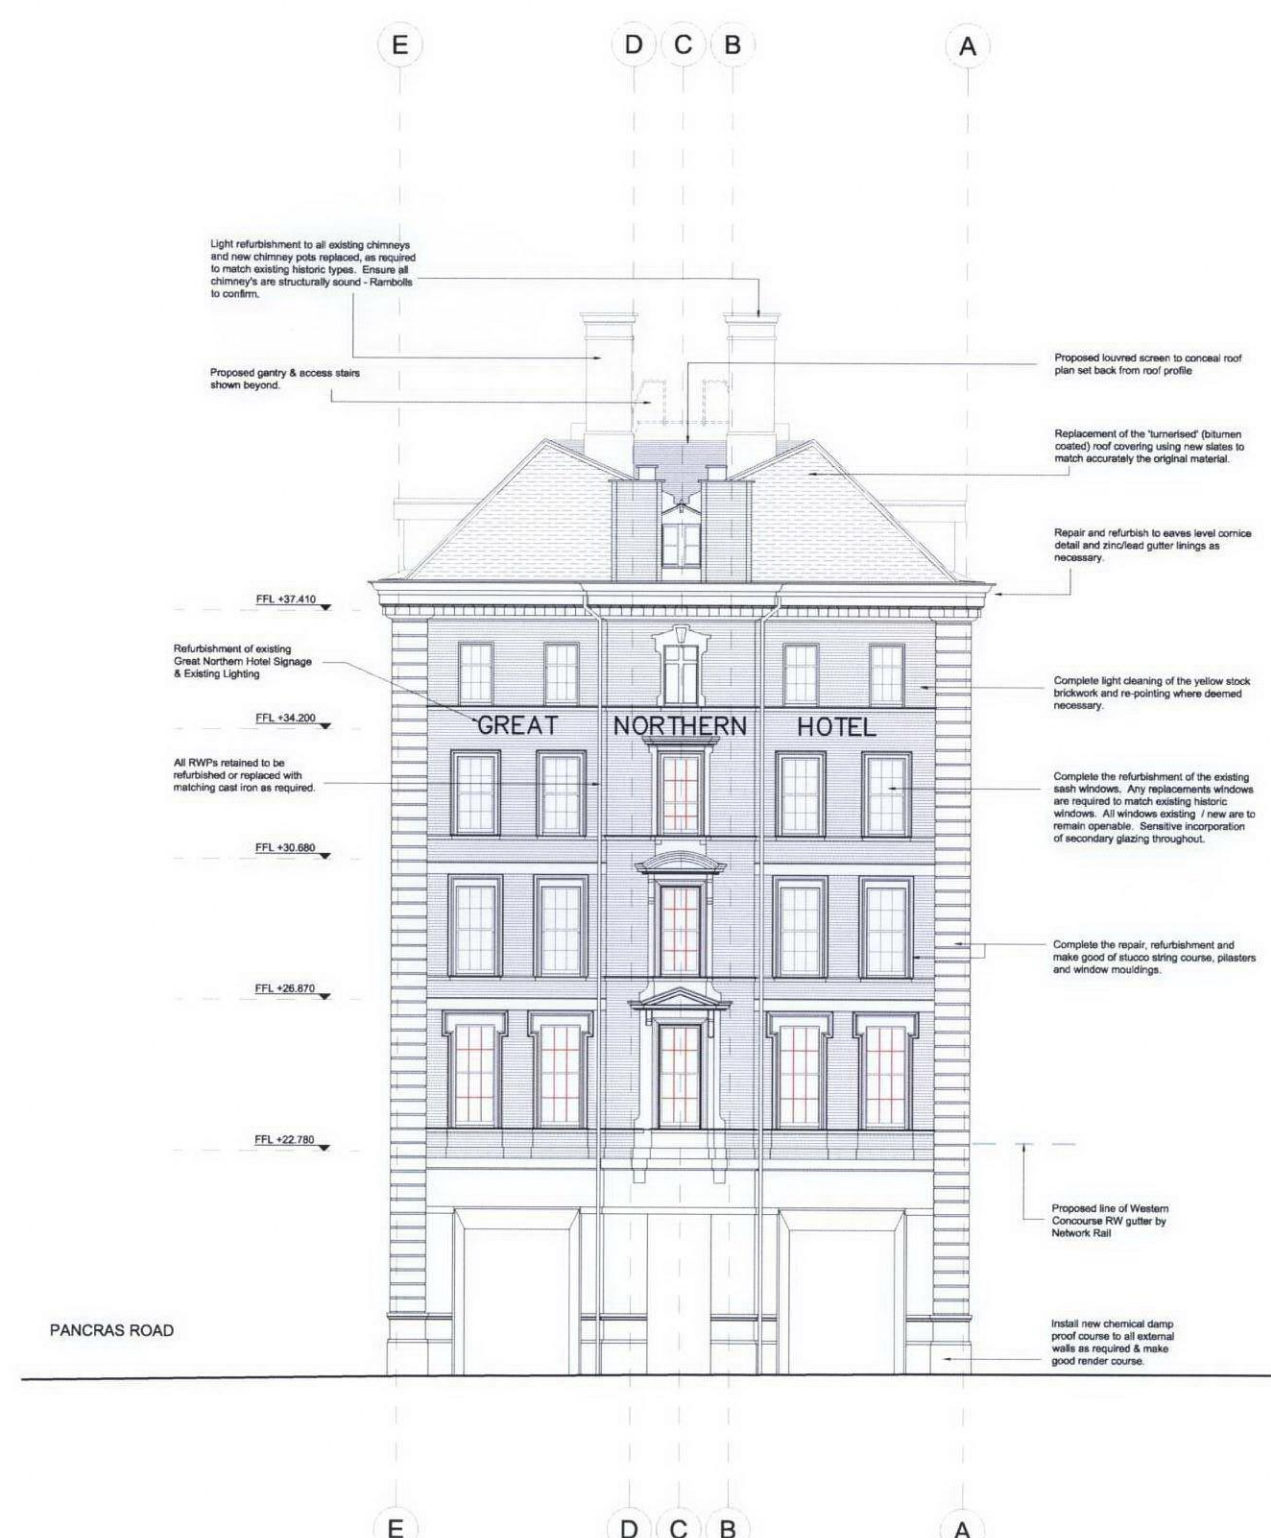 E D C B A
Light refurbishment to all existing chimneys
and new chimney pots replaced, as required
to match existing historic types. Ensure all
chimney's are structurally sound - Rambolls
to confirm.
Proposed gantry & access stairs
shown beyond.
Proposed louvred screen to conceal roof
plan set back from roof profile
Replacement of the 'turnerised' (bitumen
coated) roof covering using new slates to
match accurately the original material.
Repair and refurbish to eaves level cornice
detail and zinc/lead gutter linings as
necessary.
FFL +37.410
Refurbishment of existing
Great Northern Hotel Signage
& Existing Lighting
Complete light cleaning of the yellow stock
brickwork and re-pointing where deemed
necessary.
FFL +34.200
GREAT NORTHERN HOTEL
All RWPs retained to be
refurbished or replaced with
matching cast iron as required.
Complete the refurbishment of the existing
sash windows. Any replacements windows
are required to match existing historic
windows. All windows existing / new are to
remain openable. Sensitive incorporation
of secondary glazing throughout.
FFL +30.680
Complete the repair, refurbishment and
make good of stucco string course, pilasters
and window mouldings.
FFL +26.870
FFL +22.780
Proposed line of Western
Concourse RW gutter by
Network Rail
PANCRAS ROAD
Install new chemical damp
proof course to all external
walls as required & make
good render course.
E D C B A